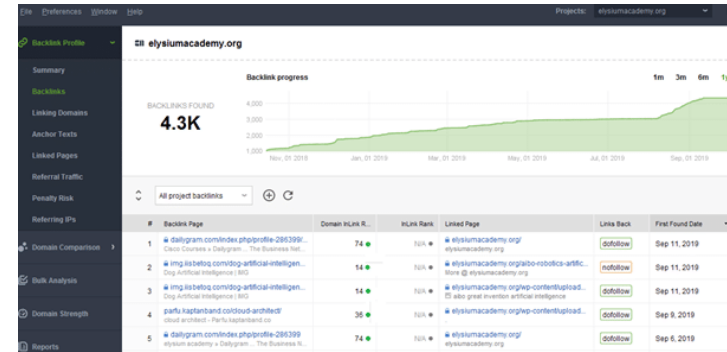 File Preferences Window Help
Projects: elysiumacademy.org
Backlink Profile
elysiumacademy.org
Summary
Backlinks
Linking Domains
Anchor Texts
Linked Pages
Referral Traffic
Penalty Risk
Referring IPs
Domain Comparison
Bulk Analysis
Domain Strength
Reports
Backlink progress
1m 3m 6m
BACKLINKS FOUND
4.3K
4,000
3,000
2,000
1,000
Nov, 01 2018 Jan, 01 2019 Mar, 01 2019 May, 01 2019 Jul, 01 2019 Sep, 01 2019
All project backlinks
# Backlink Page Domain InLink R... InLink Rank Linked Page Links Back First Found Date
1 dailygram.com/index.php/profile-286399/... 74 N/A elysiumacademy.org/ dofollow Sep 11, 2019
Cisco Courses » Dailygram ... The Business Net... elysiumacademy.org
2 img.iisbetoq.com/dog-artificial-intelligen... 14 N/A elysiumacademy.org/aibo-robotics-artific... nofollow Sep 11, 2019
Dog Artificial Intelligence | IMG More @ elysiumacademy.org
3 img.iisbetoq.com/dog-artificial-intelligen... 14 N/A elysiumacademy.org/wp-content/upload... dofollow Sep 11, 2019
Dog Artificial Intelligence | IMG aibo great invention artificial intelligence
4 parfu.kaptanband.co/cloud-architect/ 36 N/A elysiumacademy.org/wp-content/upload... dofollow Sep 9, 2019
cloud architect - Parfu.kaptanband.co
5 dailygram.com/index.php/profile-286399 74 N/A elysiumacademy.org/ dofollow Sep 6, 2019
elysium academy » Dailygram ... The Business N... elysiumacademy.org